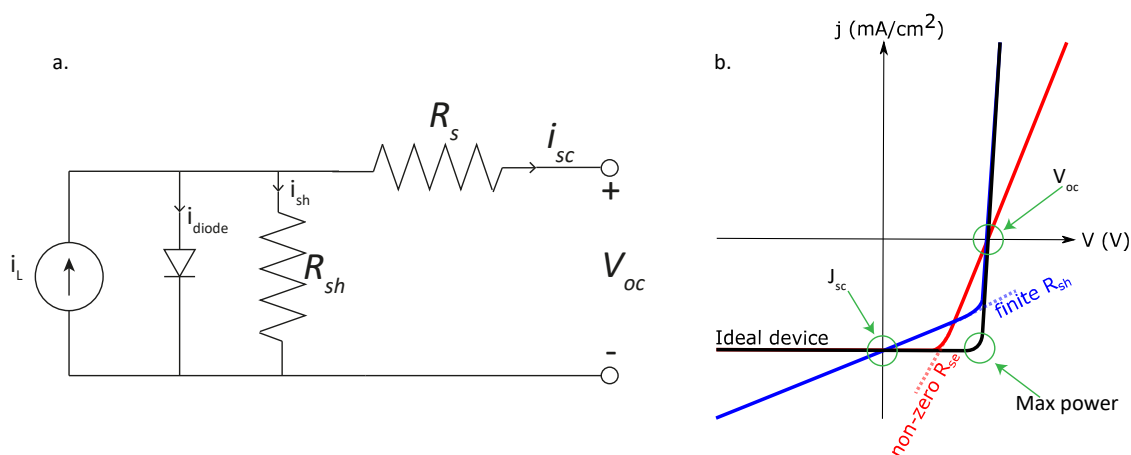 a.
R_s
i_sc
+
i_sh
i_diode
i_L
R_sh
V_oc
-
b.
j (mA/cm²)
V_oc
V (V)
J_sc
finite R_sh
Ideal device
non-zero R_se
Max power